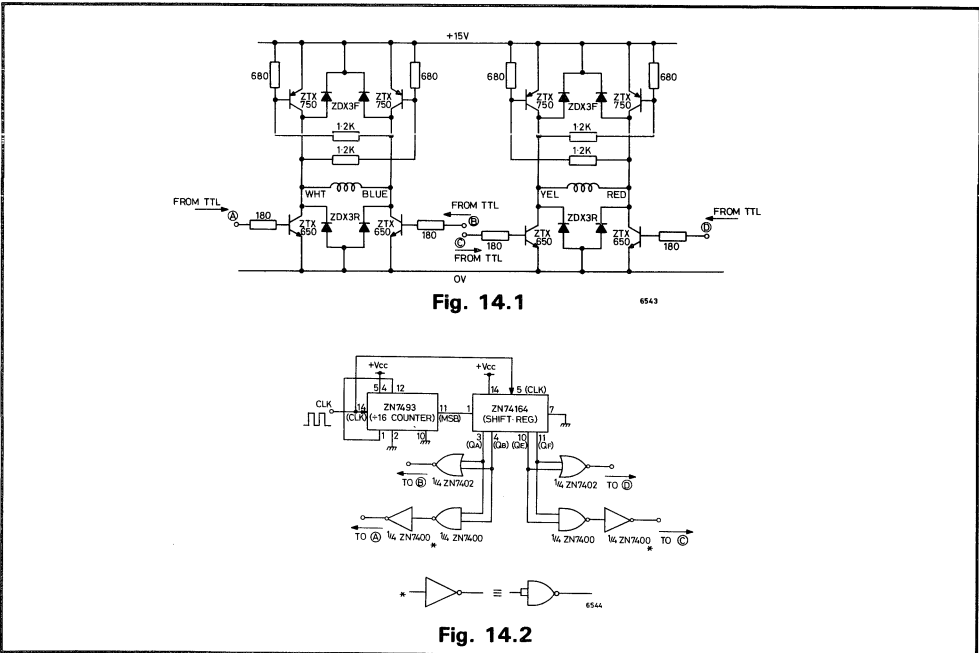 +15V
680 680 680 680
ZTX 750 ZDX3F ZTX 750 ZTX 750 ZDX3F ZTX 750
1·2K 1·2K
1·2K 1·2K
WHT BLUE YEL RED
FROM TTL FROM TTL FROM TTL
A B D
180 ZTX 650 ZDX3R ZTX 650 180 C 180 ZTX 650 ZDX3R ZTX 650 180
FROM TTL
0V
Fig. 14.1 6543
+Vcc +Vcc
5 4 12 14 5 (CLK)
CLK 14 (CLK) ZN7493 (÷16 COUNTER) 11 (MSB) 1 ZN74164 (SHIFT-REG) 7
1 2 10 3 4 10 11
(QA) (QB) (QE) (QF)
TO B 1/4 ZN7402 1/4 ZN7402 TO D
TO A 1/4 ZN7400 * 1/4 ZN7400 1/4 ZN7400 1/4 ZN7400 * TO C
* ≡ 6544
Fig. 14.2